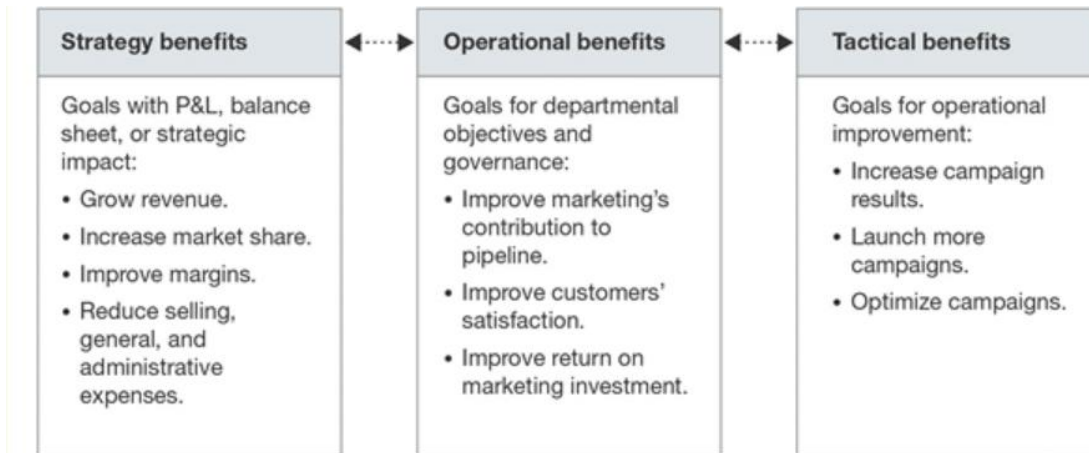 Strategy benefits
Goals with P&L, balance
sheet, or strategic
impact:
• Grow revenue.
• Increase market share.
• Improve margins.
• Reduce selling,
general, and
administrative
expenses.
Operational benefits
Goals for departmental
objectives and
governance:
• Improve marketing's
contribution to
pipeline.
• Improve customers'
satisfaction.
• Improve return on
marketing investment.
Tactical benefits
Goals for operational
improvement:
• Increase campaign
results.
• Launch more
campaigns.
• Optimize campaigns.